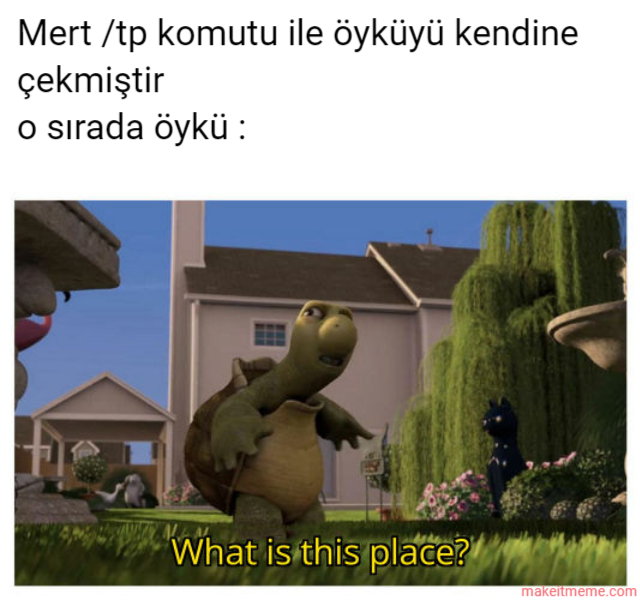 Mert /tp komutu ile öyküyü kendine
çekmiştir
o sırada öykü :
What is this place?
makeitmeme.com